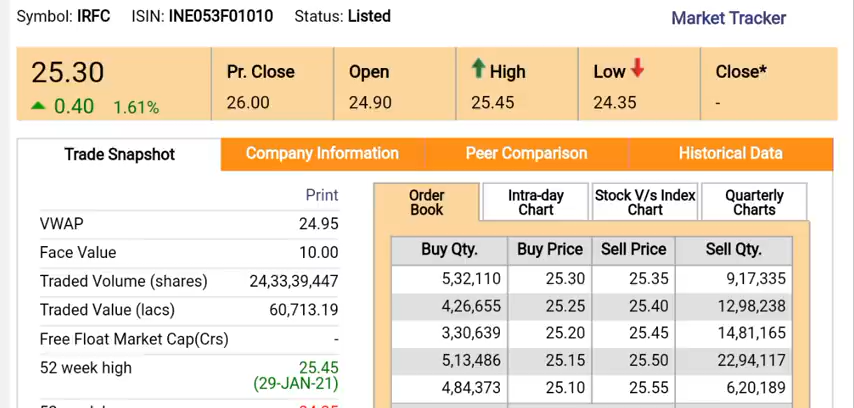 Symbol: IRFC ISIN: INE053F01010 Status: Listed
Market Tracker
25.30
0.40 1.61%
Pr. Close
26.00
Open
24.90
High
25.45
Low
24.35
Close*
-
Trade Snapshot
Company Information
Peer Comparison
Historical Data
Print
VWAP 24.95
Face Value 10.00
Traded Volume (shares) 24,33,39,447
Traded Value (lacs) 60,713.19
Free Float Market Cap(Crs) -
52 week high 25.45
(29-JAN-21)
Order
Book
Intra-day
Chart
Stock V/s Index
Chart
Quarterly
Charts
Buy Qty. Buy Price Sell Price Sell Qty.
5,32,110 25.30 25.35 9,17,335
4,26,655 25.25 25.40 12,98,238
3,30,639 25.20 25.45 14,81,165
5,13,486 25.15 25.50 22,94,117
4,84,373 25.10 25.55 6,20,189